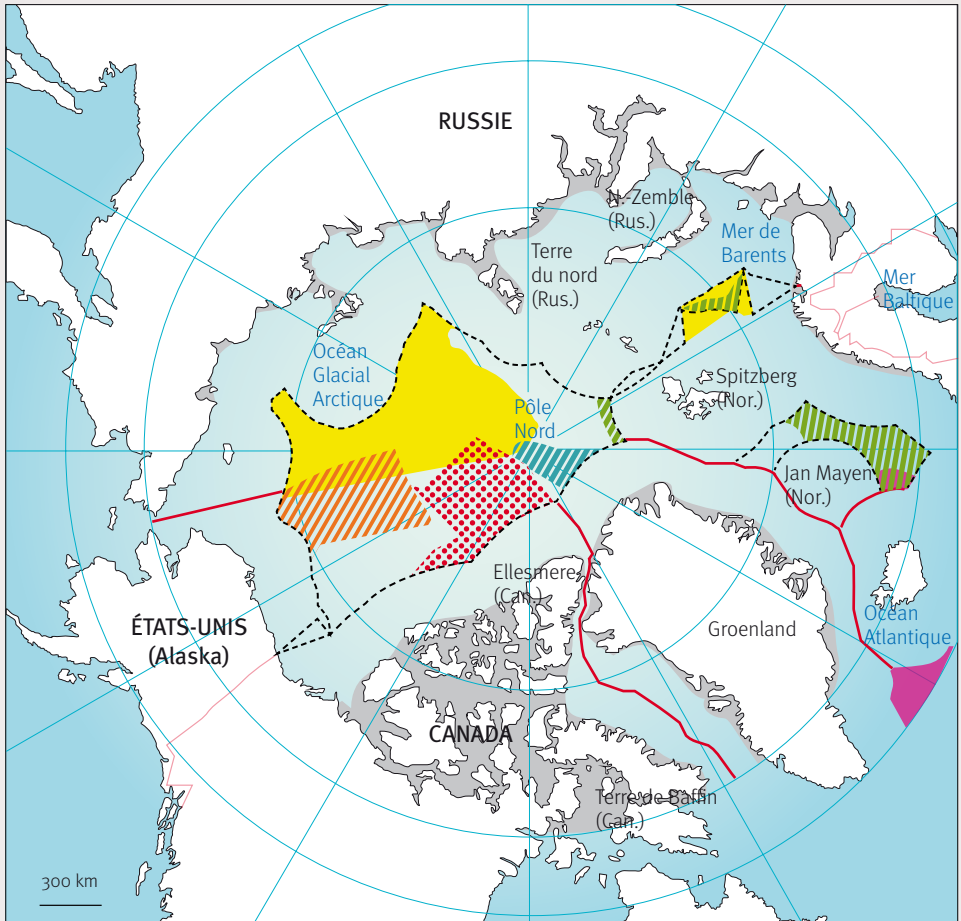 RUSSIE
N.-Zemble
(Rus.)
Mer de
Barents
Terre
du nord
(Rus.)
Mer
Baltique
Océan
Glacial
Arctique
Spitzberg
(Nor.)
Pôle
Nord
Jan Mayen
(Nor.)
Ellesmere
(Can.)
ÉTATS-UNIS
(Alaska)
Groenland
Océan
Atlantique
CANADA
Terre de Baffin
(Can.)
300 km